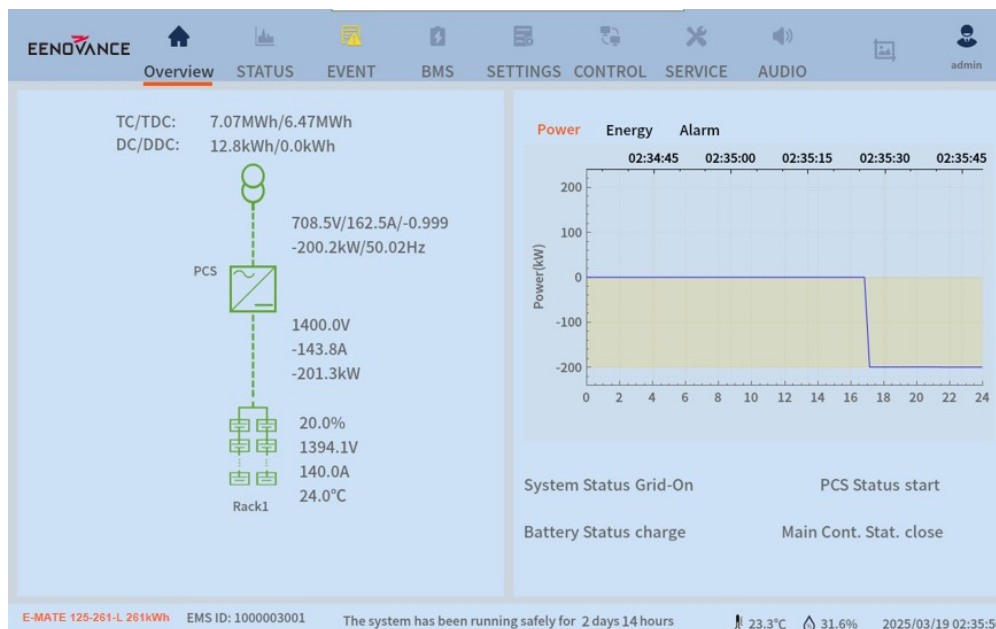 EENOVANCE
Overview STATUS EVENT BMS SETTINGS CONTROL SERVICE AUDIO admin
TC/TDC: 7.07MWh/6.47MWh
DC/DDC: 12.8kWh/0.0kWh
708.5V/162.5A/-0.999
-200.2kW/50.02Hz
PCS
1400.0V
-143.8A
-201.3kW
20.0%
1394.1V
140.0A
24.0°C
Rack1
Power Energy Alarm
02:34:45 02:35:00 02:35:15 02:35:30 02:35:45
Power(kW)
200
100
0
-100
-200
0 2 4 6 8 10 12 14 16 18 20 22 24
System Status Grid-On PCS Status start
Battery Status charge Main Cont. Stat. close
E-MATE 125-261-L 261kWh EMS ID: 1000003001 The system has been running safely for 2 days 14 hours 23.3°C 31.6% 2025/03/19 02:35:5